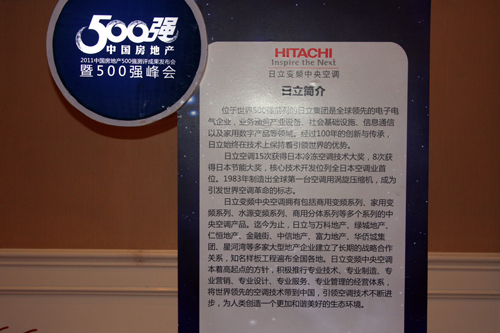 500强
中国房地产
2011中国房地产500强测评成果发布会
暨500强峰会
HITACHI
Inspire the Next
日立变频中央空调
日立简介
位于世界500强前列的日立集团是全球领先的电子电
气企业，业务涵盖产业设备、社会基础设施、信息通信
以及家用数字产品等领域。经过100年的创新与传承，
日立始终在技术上保持着引领世界的优势。
日立空调15次获得日本冷冻空调技术大奖，8次获
得日本节能大奖，核心技术开发位列全日本空调业首
位。1983年制造出全球第一台空调用涡旋压缩机，成为
引发世界空调革命的标志。
日立变频中央空调拥有包括商用变频系列、家用变
频系列、水源变频系列、商用分体系列等多个系列的中
央空调产品。迄今为止，日立与万科地产、绿城地产、
仁恒地产、金融街、中信地产、富力地产、华侨城集
团、星河湾等多家大型地产企业建立了长期的战略合作
关系，知名样板工程遍布全国各地。日立变频中央空调
本着高起点的方针，积极推行专业技术、专业制造、专
业营销、专业设计、专业服务、专业管理的经营体系，
将世界领先的空调技术带到中国，引领空调技术不断进
步，为人类创造一个更加和谐美好的生态环境。